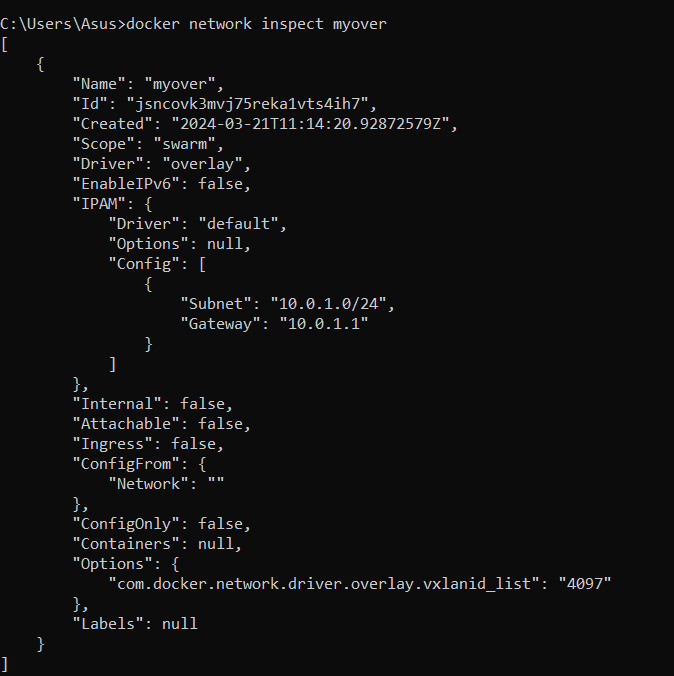 C:\Users\Asus>docker network inspect myover
[
    {
        "Name": "myover",
        "Id": "jsncovk3mvj75reka1vts4ih7",
        "Created": "2024-03-21T11:14:20.92872579Z",
        "Scope": "swarm",
        "Driver": "overlay",
        "EnableIPv6": false,
        "IPAM": {
            "Driver": "default",
            "Options": null,
            "Config": [
                {
                    "Subnet": "10.0.1.0/24",
                    "Gateway": "10.0.1.1"
                }
            ]
        },
        "Internal": false,
        "Attachable": false,
        "Ingress": false,
        "ConfigFrom": {
            "Network": ""
        },
        "ConfigOnly": false,
        "Containers": null,
        "Options": {
            "com.docker.network.driver.overlay.vxlanid_list": "4097"
        },
        "Labels": null
    }
]